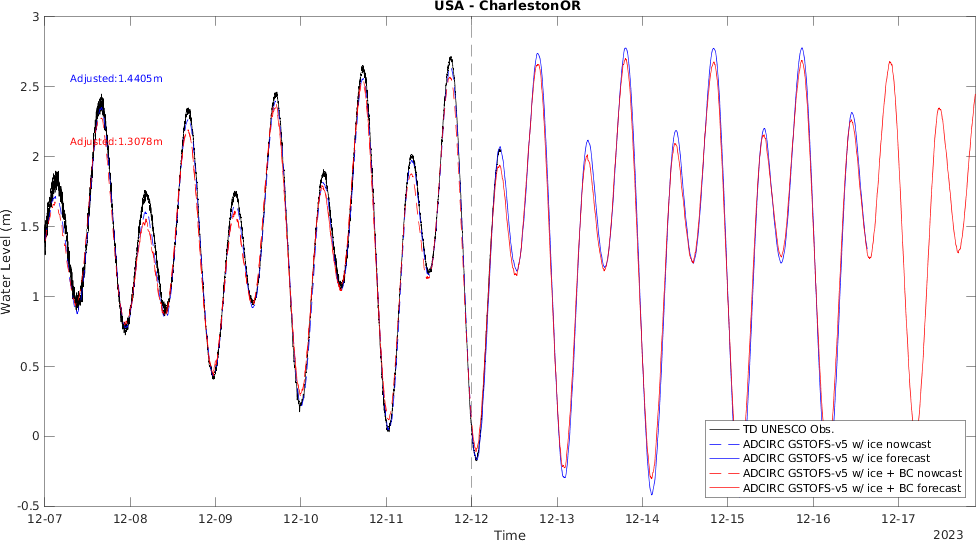 USA - CharlestonOR
Adjusted:1.4405m
Adjusted:1.3078m
Water Level (m)
3
2.5
2
1.5
1
0.5
0
-0.5
TD UNESCO Obs.
ADCIRC GSTOFS-v5 w/ ice nowcast
ADCIRC GSTOFS-v5 w/ ice forecast
ADCIRC GSTOFS-v5 w/ ice + BC nowcast
ADCIRC GSTOFS-v5 w/ ice + BC forecast
12-07 12-08 12-09 12-10 12-11 12-12 12-13 12-14 12-15 12-16 12-17
Time
2023